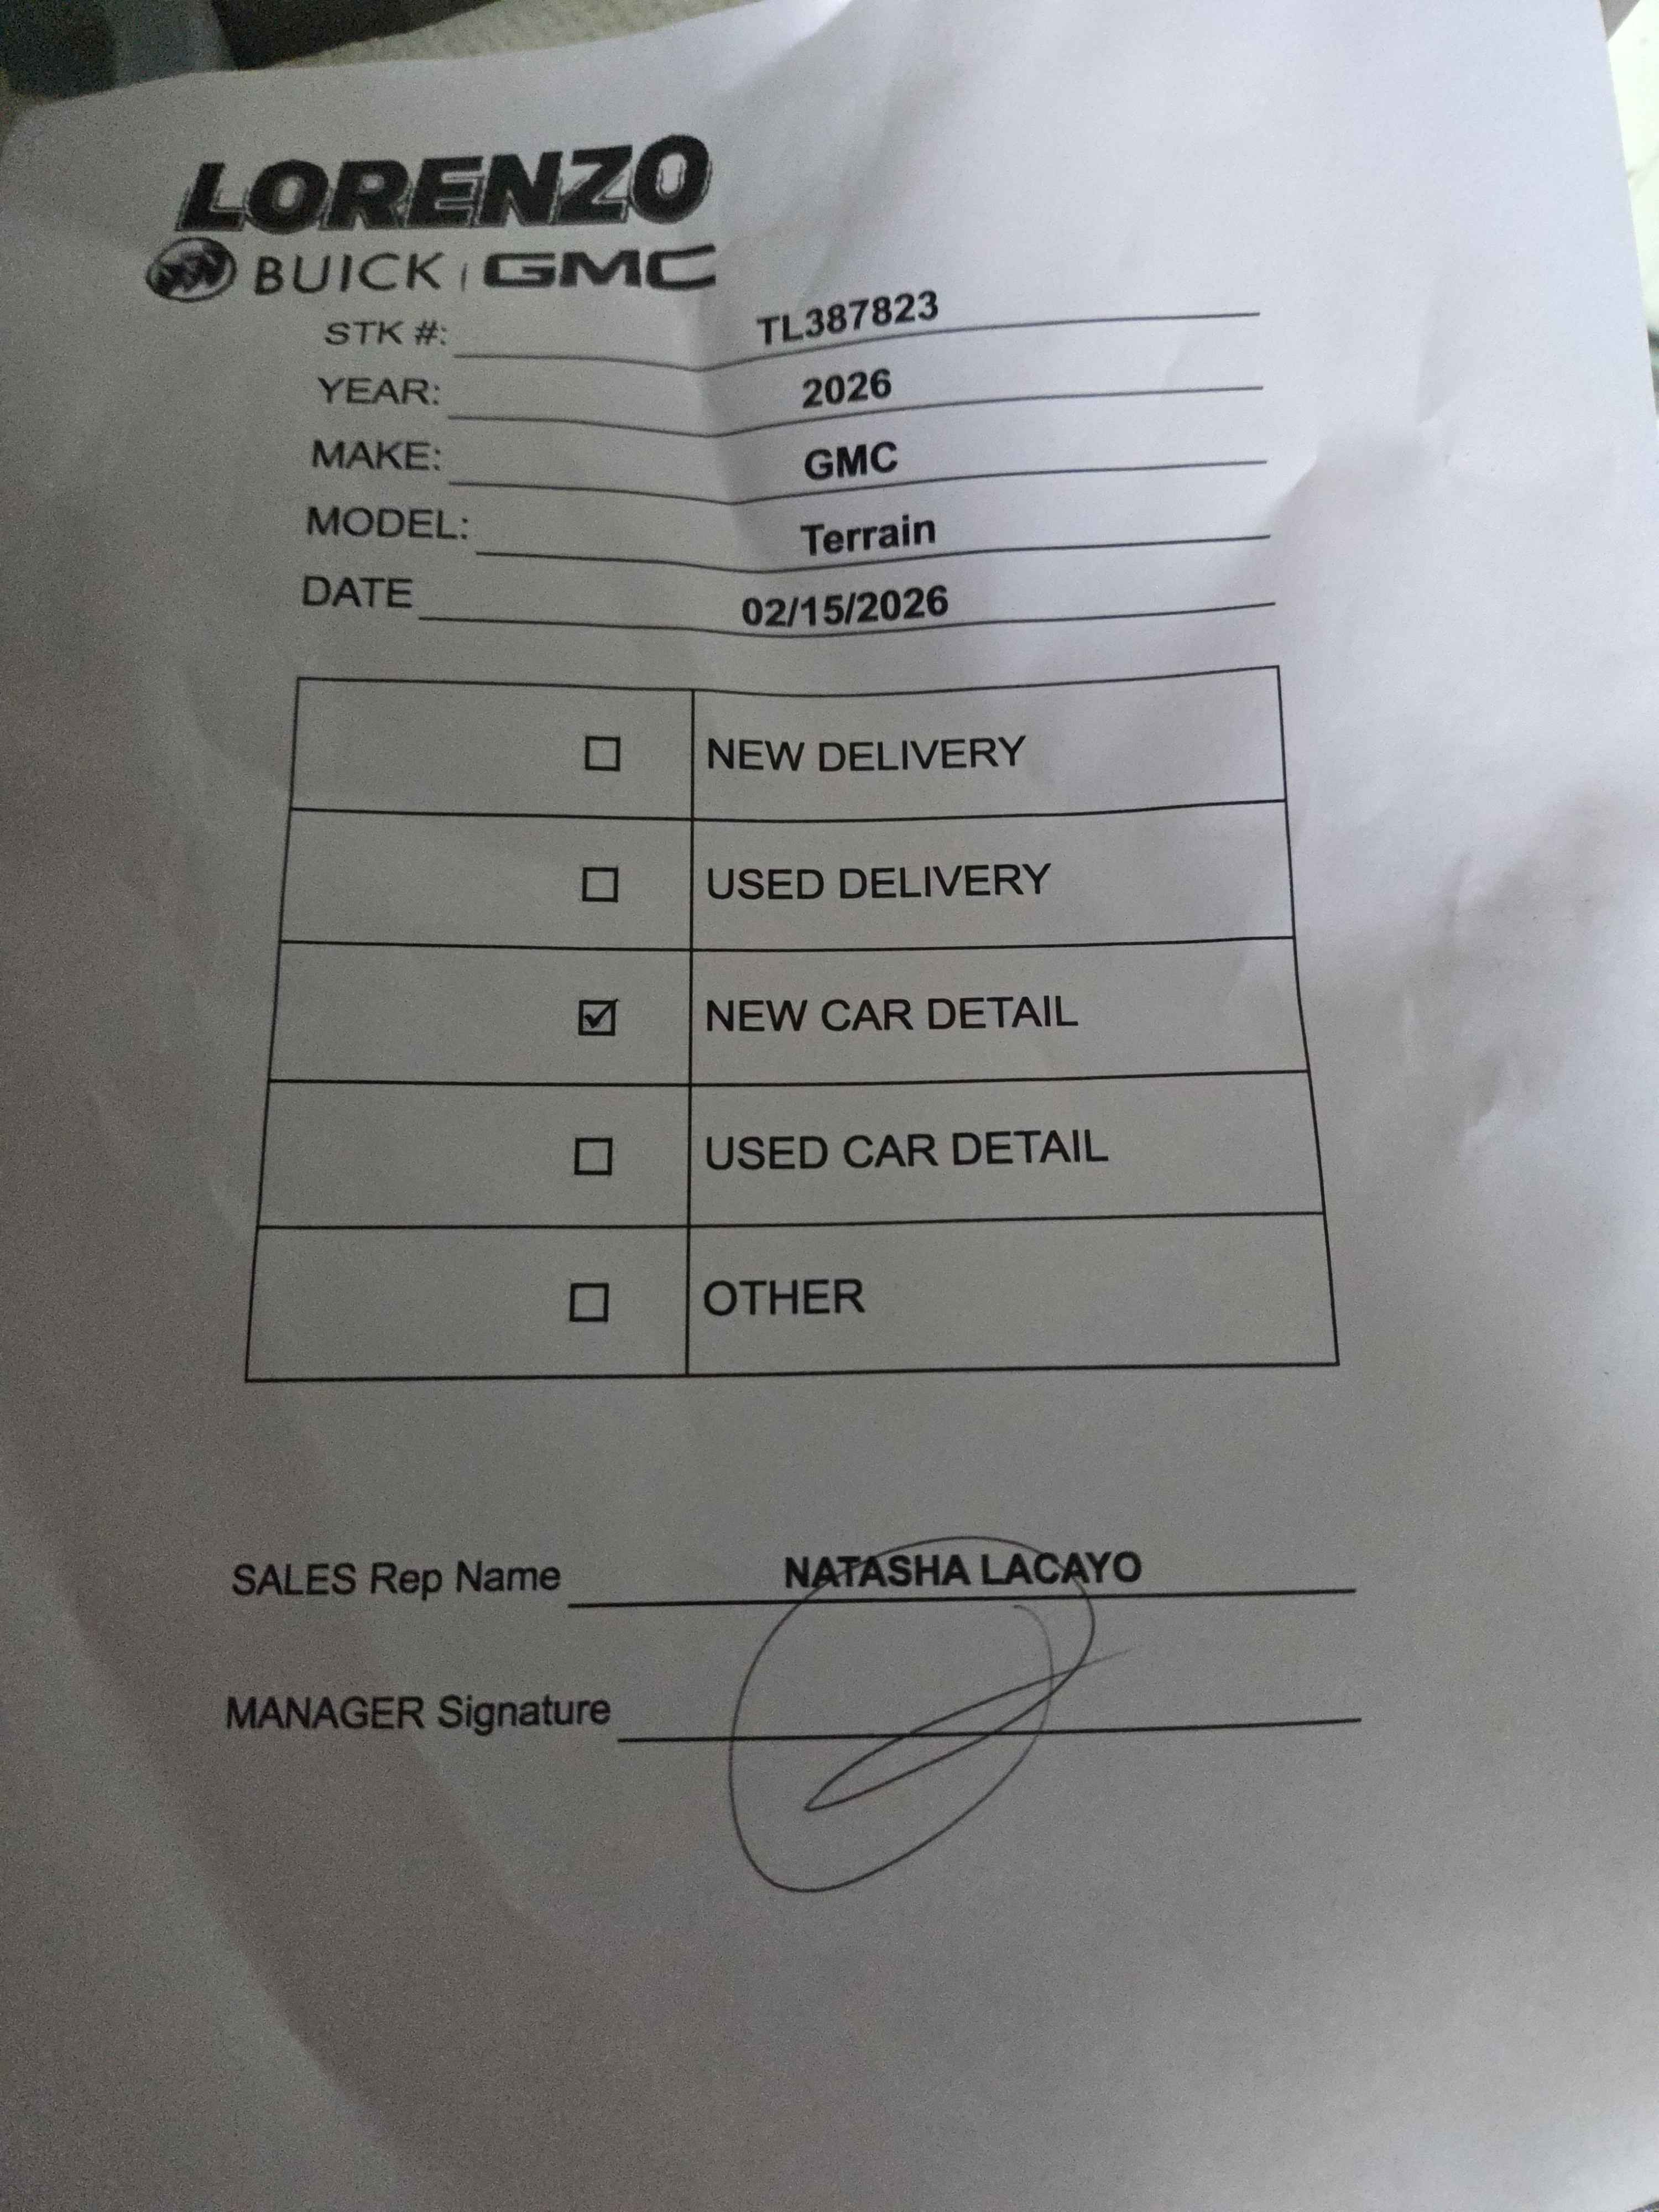 LORENZO
BUICK | GMC
STK #: TL387823
YEAR: 2026
MAKE: GMC
MODEL: Terrain
DATE 02/15/2026
☐ NEW DELIVERY
☐ USED DELIVERY
☑ NEW CAR DETAIL
☐ USED CAR DETAIL
☐ OTHER
SALES Rep Name NATASHA LACAYO
MANAGER Signature